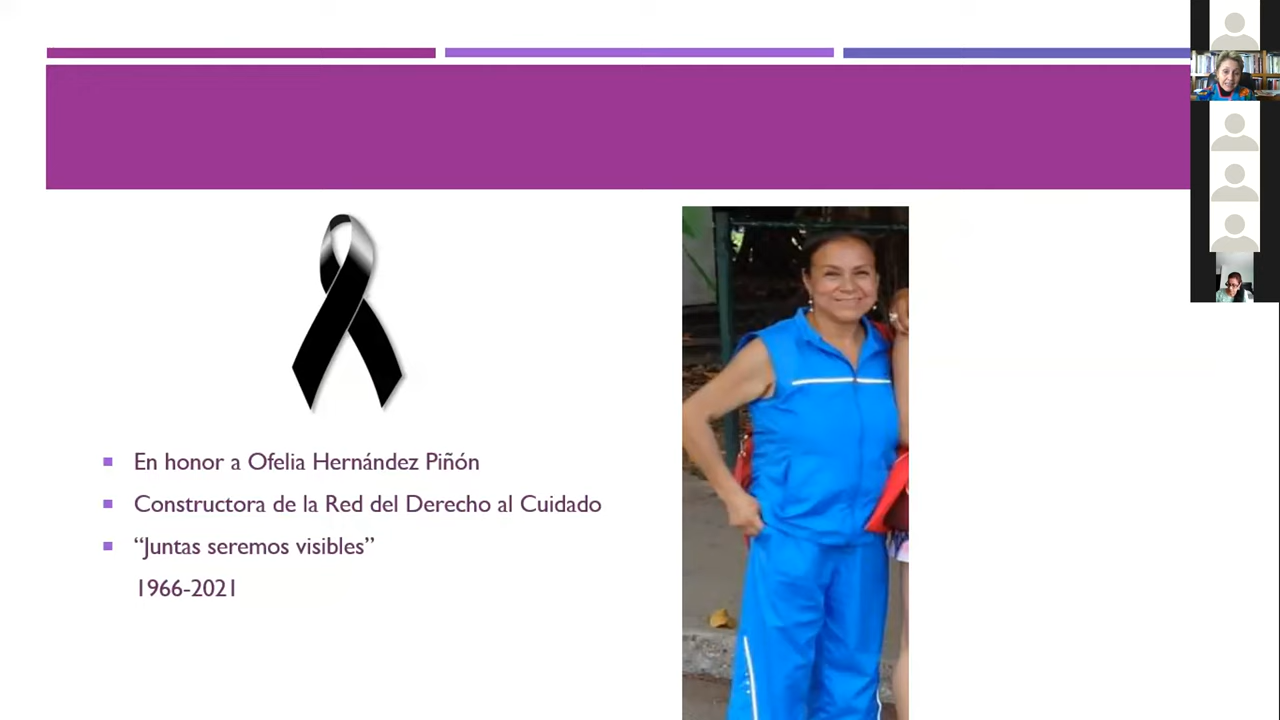 En honor a Ofelia Hernández Piñón
Constructora de la Red del Derecho al Cuidado
“Juntas seremos visibles”
1966-2021